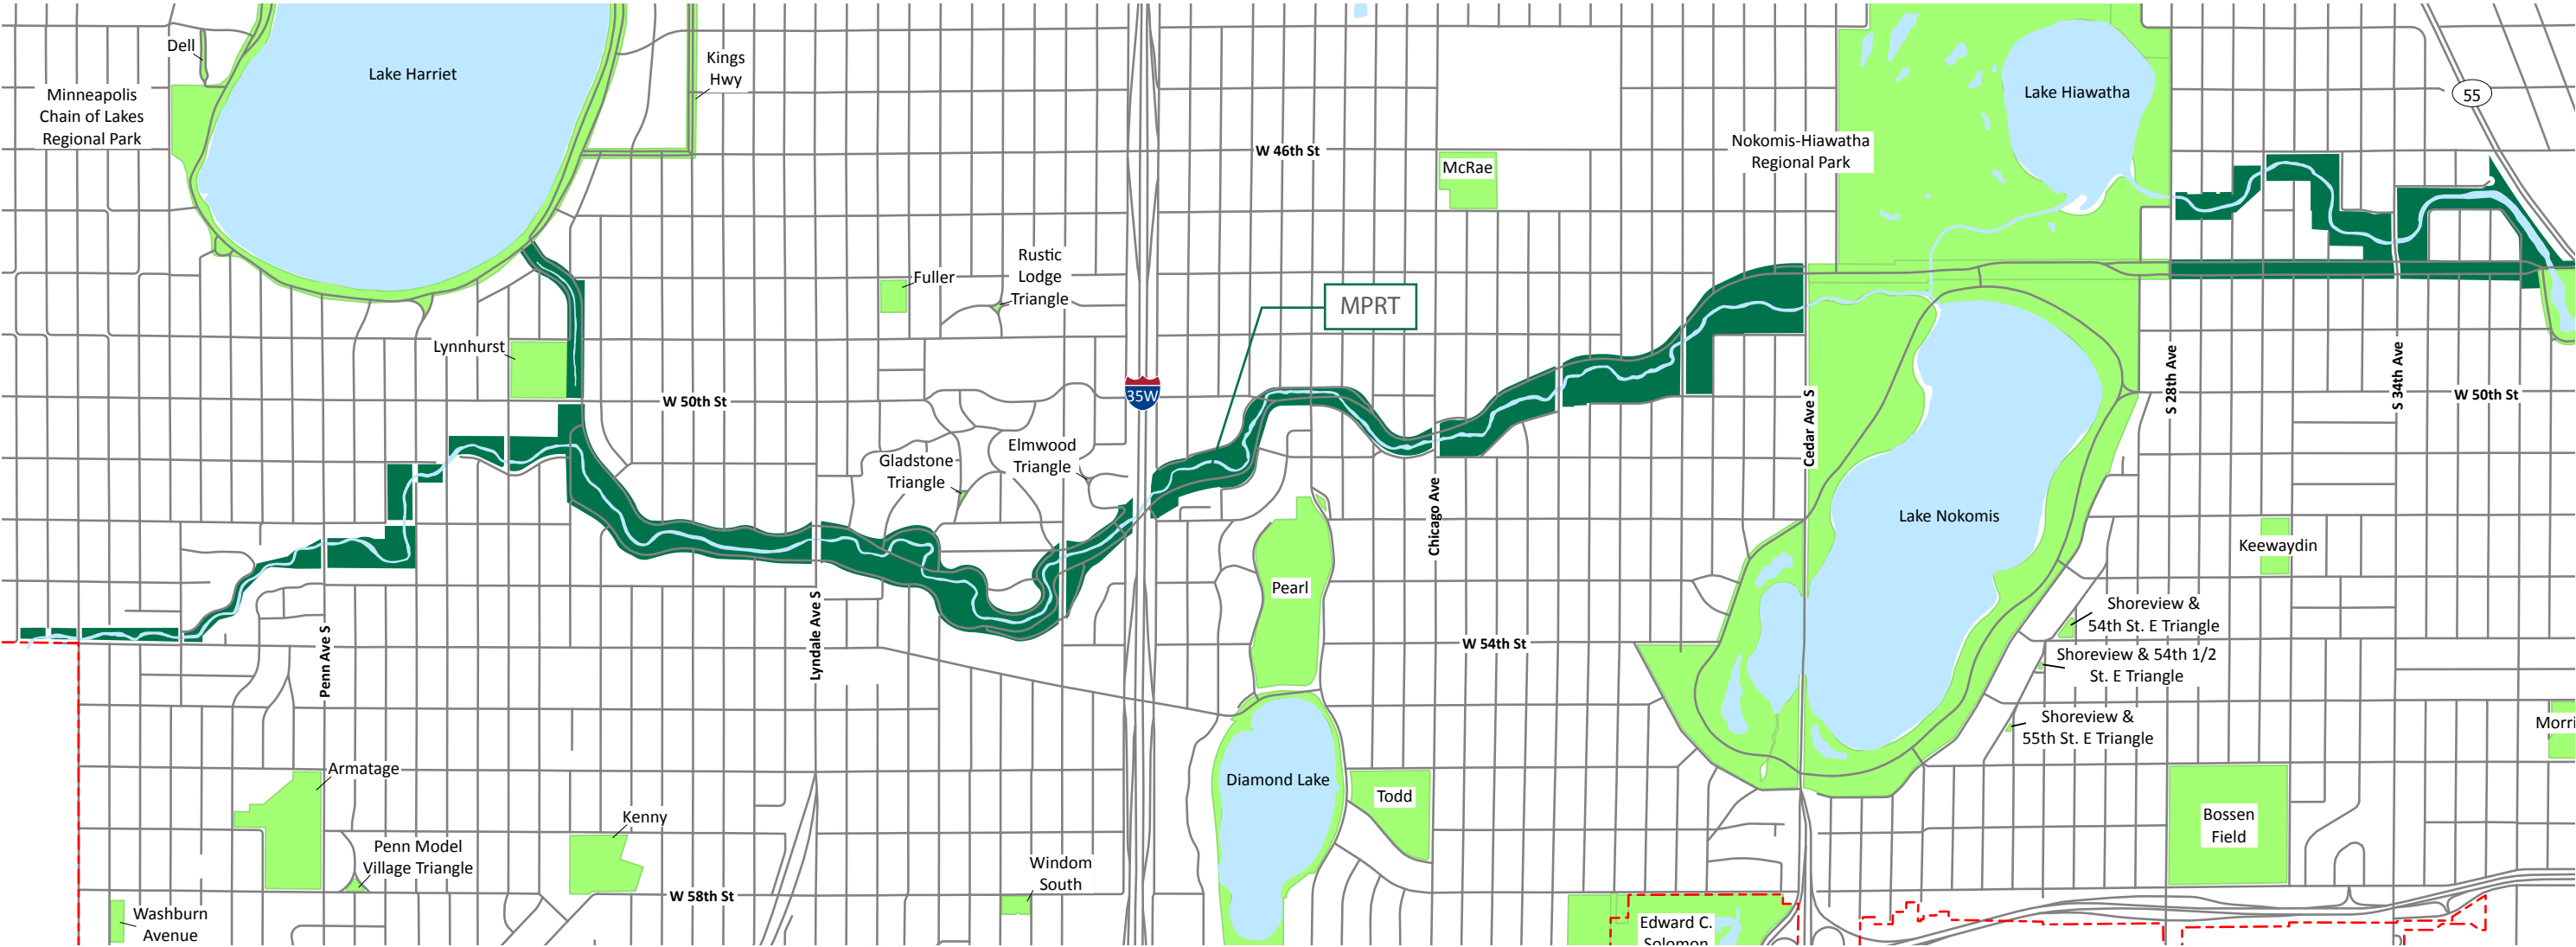 Dell
Lake Harriet
Kings
Hwy
Minneapolis
Chain of Lakes
Regional Park
Lake Hiawatha
55
W 46th St
McRae
Nokomis-Hiawatha
Regional Park
Rustic
Lodge
Triangle
Fuller
MPRT
Lynnhurst
35W
W 50th St
Cedar Ave S
S 28th Ave
S 34th Ave
W 50th St
Gladstone
Triangle
Elmwood
Triangle
Chicago Ave
Lake Nokomis
Keewaydin
Pearl
Shoreview &
54th St. E Triangle
Penn Ave S
Lyndale Ave S
W 54th St
Shoreview & 54th 1/2
St. E Triangle
Shoreview &
55th St. E Triangle
Morri
Armatage
Diamond Lake
Todd
Kenny
Bossen
Field
Penn Model
Village Triangle
Windom
South
W 58th St
Washburn
Avenue
Edward C.
Solomon